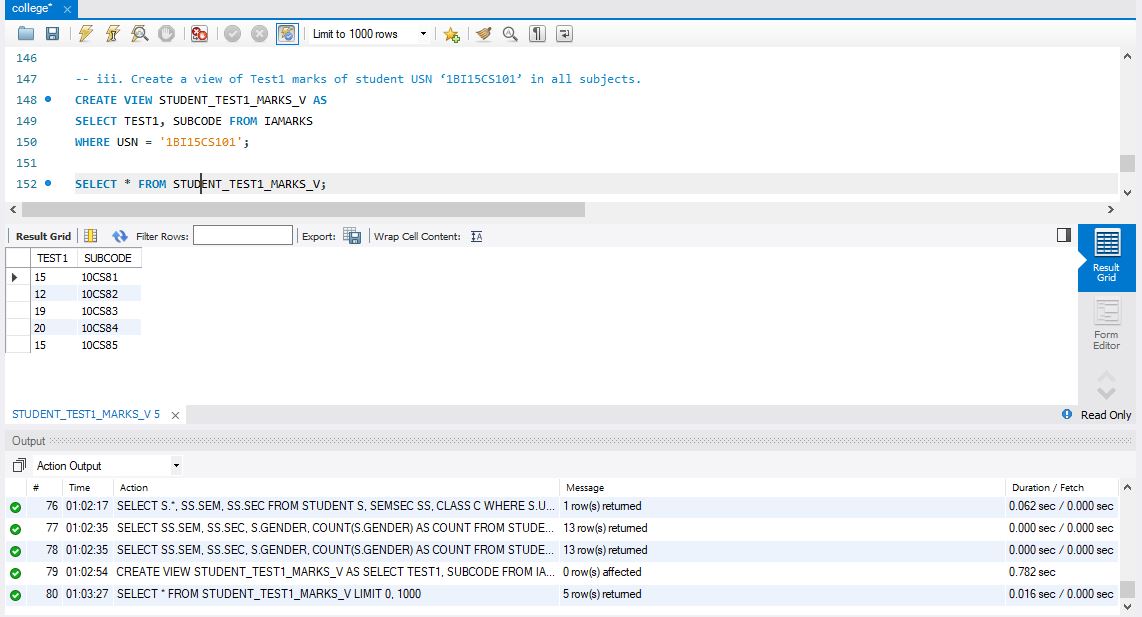 college*
Limit to 1000 rows
146
147 -- iii. Create a view of Test1 marks of student USN ‘1BI15CS101’ in all subjects.
148 CREATE VIEW STUDENT_TEST1_MARKS_V AS
149 SELECT TEST1, SUBCODE FROM IAMARKS
150 WHERE USN = '1BI15CS101';
151
152 SELECT * FROM STUDENT_TEST1_MARKS_V;
Result Grid Filter Rows: Export: Wrap Cell Content:
TEST1 SUBCODE
15 10CS81
12 10CS82
19 10CS83
20 10CS84
15 10CS85
Result
Grid
Form
Editor
STUDENT_TEST1_MARKS_V 5
Read Only
Output
Action Output
# Time Action Message Duration / Fetch
76 01:02:17 SELECT S.*, SS.SEM, SS.SEC FROM STUDENT S, SEMSEC SS, CLASS C WHERE S.U... 1 row(s) returned 0.062 sec / 0.000 sec
77 01:02:35 SELECT SS.SEM, SS.SEC, S.GENDER, COUNT(S.GENDER) AS COUNT FROM STUDE... 13 row(s) returned 0.000 sec / 0.000 sec
78 01:02:35 SELECT SS.SEM, SS.SEC, S.GENDER, COUNT(S.GENDER) AS COUNT FROM STUDE... 13 row(s) returned 0.000 sec / 0.000 sec
79 01:02:54 CREATE VIEW STUDENT_TEST1_MARKS_V AS SELECT TEST1, SUBCODE FROM IA... 0 row(s) affected 0.782 sec
80 01:03:27 SELECT * FROM STUDENT_TEST1_MARKS_V LIMIT 0, 1000 5 row(s) returned 0.016 sec / 0.000 sec